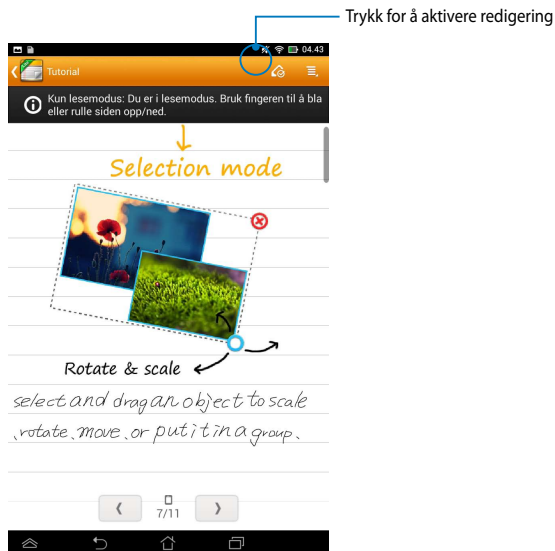 Trykk for å aktivere redigering
04.43
Tutorial
Kun lesemodus: Du er i lesemodus. Bruk fingeren til å bla
eller rulle siden opp/ned.
Selection mode
Rotate & scale
select and drag an object to scale
、rotate、move、or put it in a group、
7/11